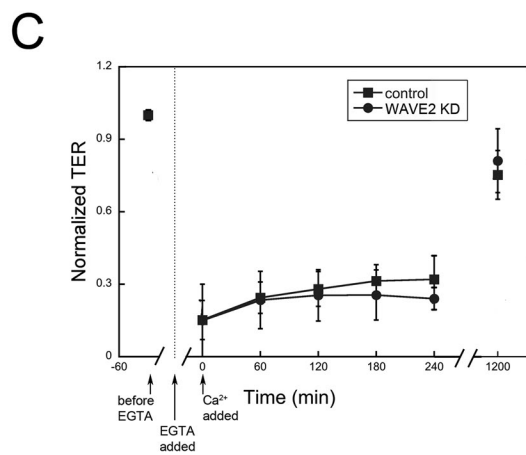 C
1.2
0.9
0.6
0.3
0
Normalized TER
control
WAVE2 KD
-60 0 60 120 180 240 1200
before
EGTA
EGTA
added
Ca²⁺
added
Time (min)